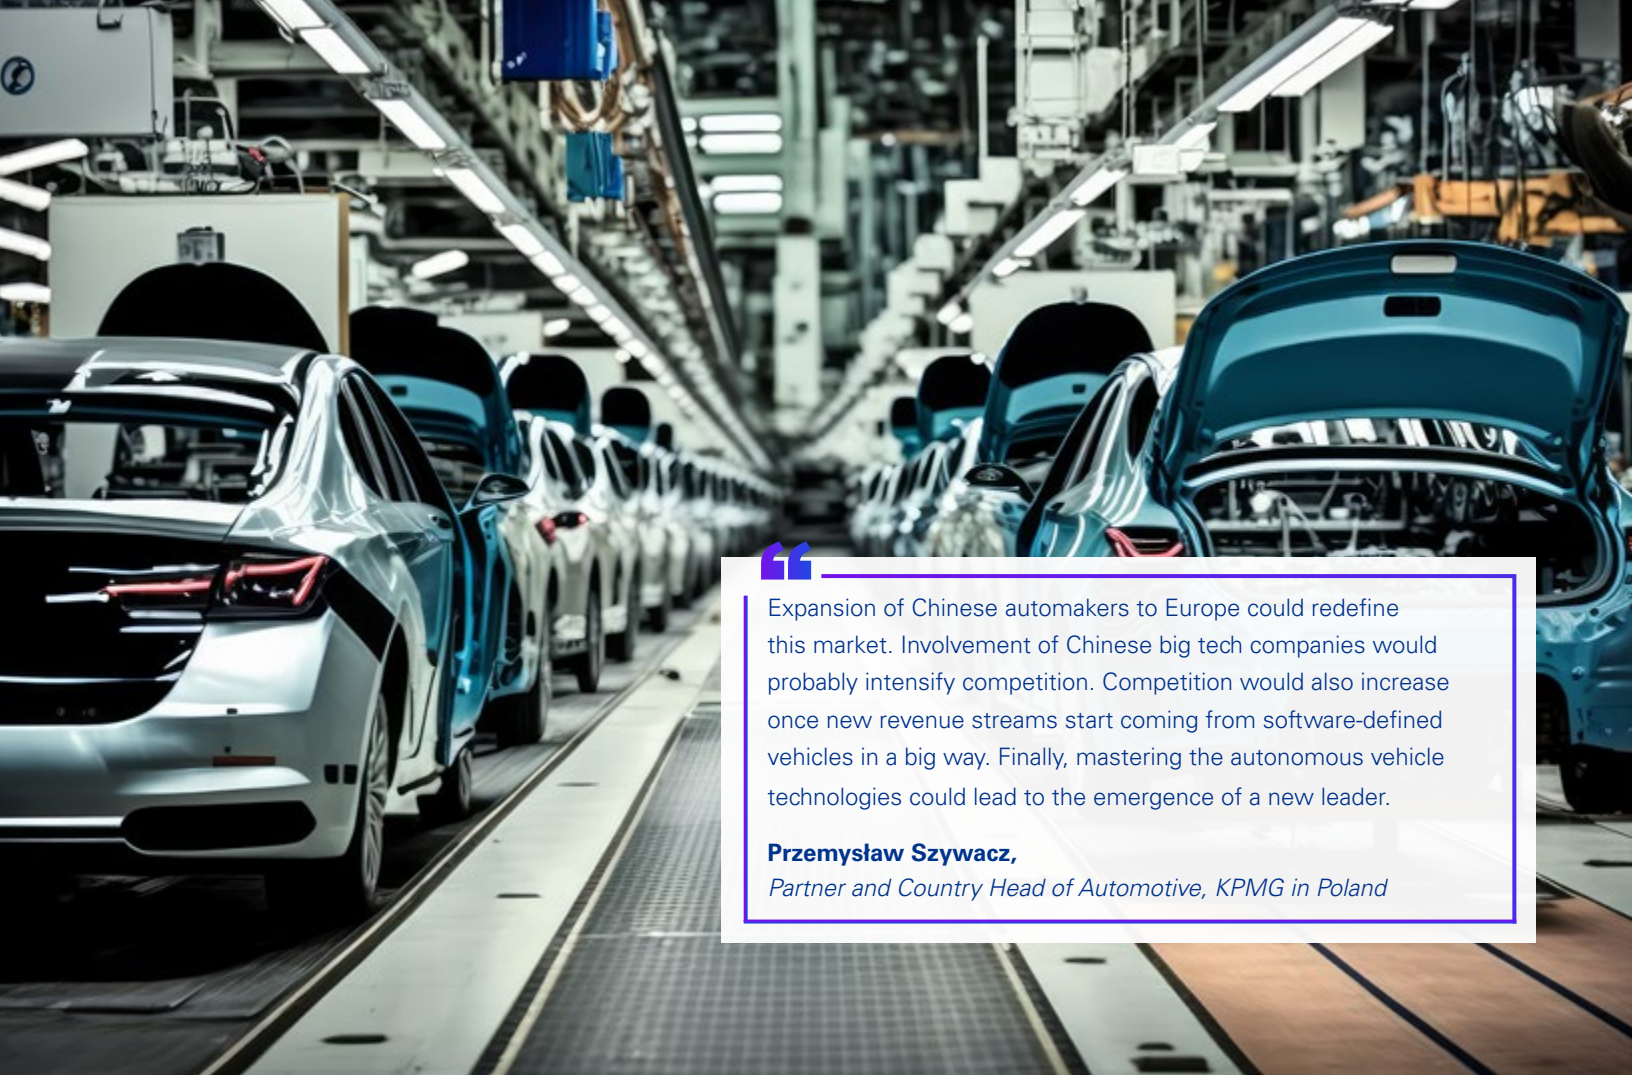 Expansion of Chinese automakers to Europe could redefine
this market. Involvement of Chinese big tech companies would
probably intensify competition. Competition would also increase
once new revenue streams start coming from software-defined
vehicles in a big way. Finally, mastering the autonomous vehicle
technologies could lead to the emergence of a new leader.
Przemysław Szywacz,
Partner and Country Head of Automotive, KPMG in Poland